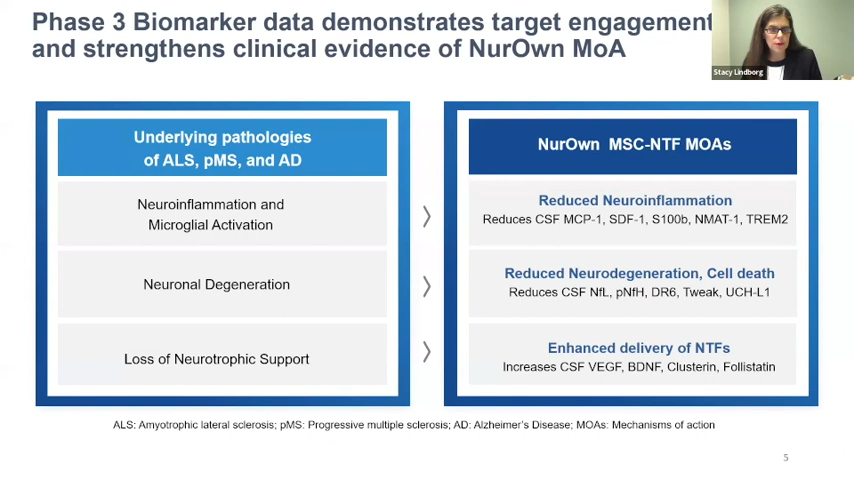 Phase 3 Biomarker data demonstrates target engagement
and strengthens clinical evidence of NurOwn MoA
Stacy Lindborg
Underlying pathologies
of ALS, pMS, and AD
Neuroinflammation and
Microglial Activation
Neuronal Degeneration
Loss of Neurotrophic Support
NurOwn MSC-NTF MOAs
Reduced Neuroinflammation
Reduces CSF MCP-1, SDF-1, S100b, NMAT-1, TREM2
Reduced Neurodegeneration, Cell death
Reduces CSF NfL, pNfH, DR6, Tweak, UCH-L1
Enhanced delivery of NTFs
Increases CSF VEGF, BDNF, Clusterin, Follistatin
ALS: Amyotrophic lateral sclerosis; pMS: Progressive multiple sclerosis; AD: Alzheimer's Disease; MOAs: Mechanisms of action
5